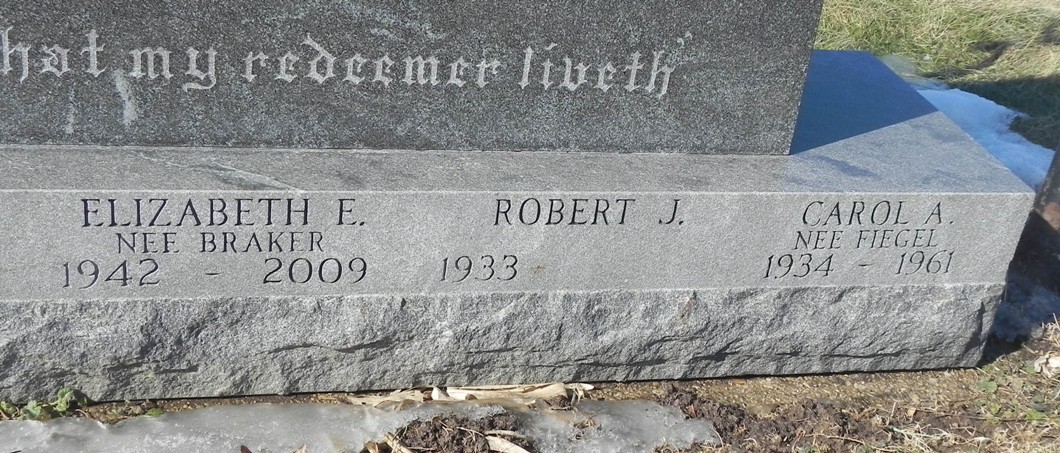 hat my redeemer liveth"
ELIZABETH E.
NEE BRAKER
1942 - 2009
ROBERT J.
1933
CAROL A.
NEE FIEGEL
1934 - 1961